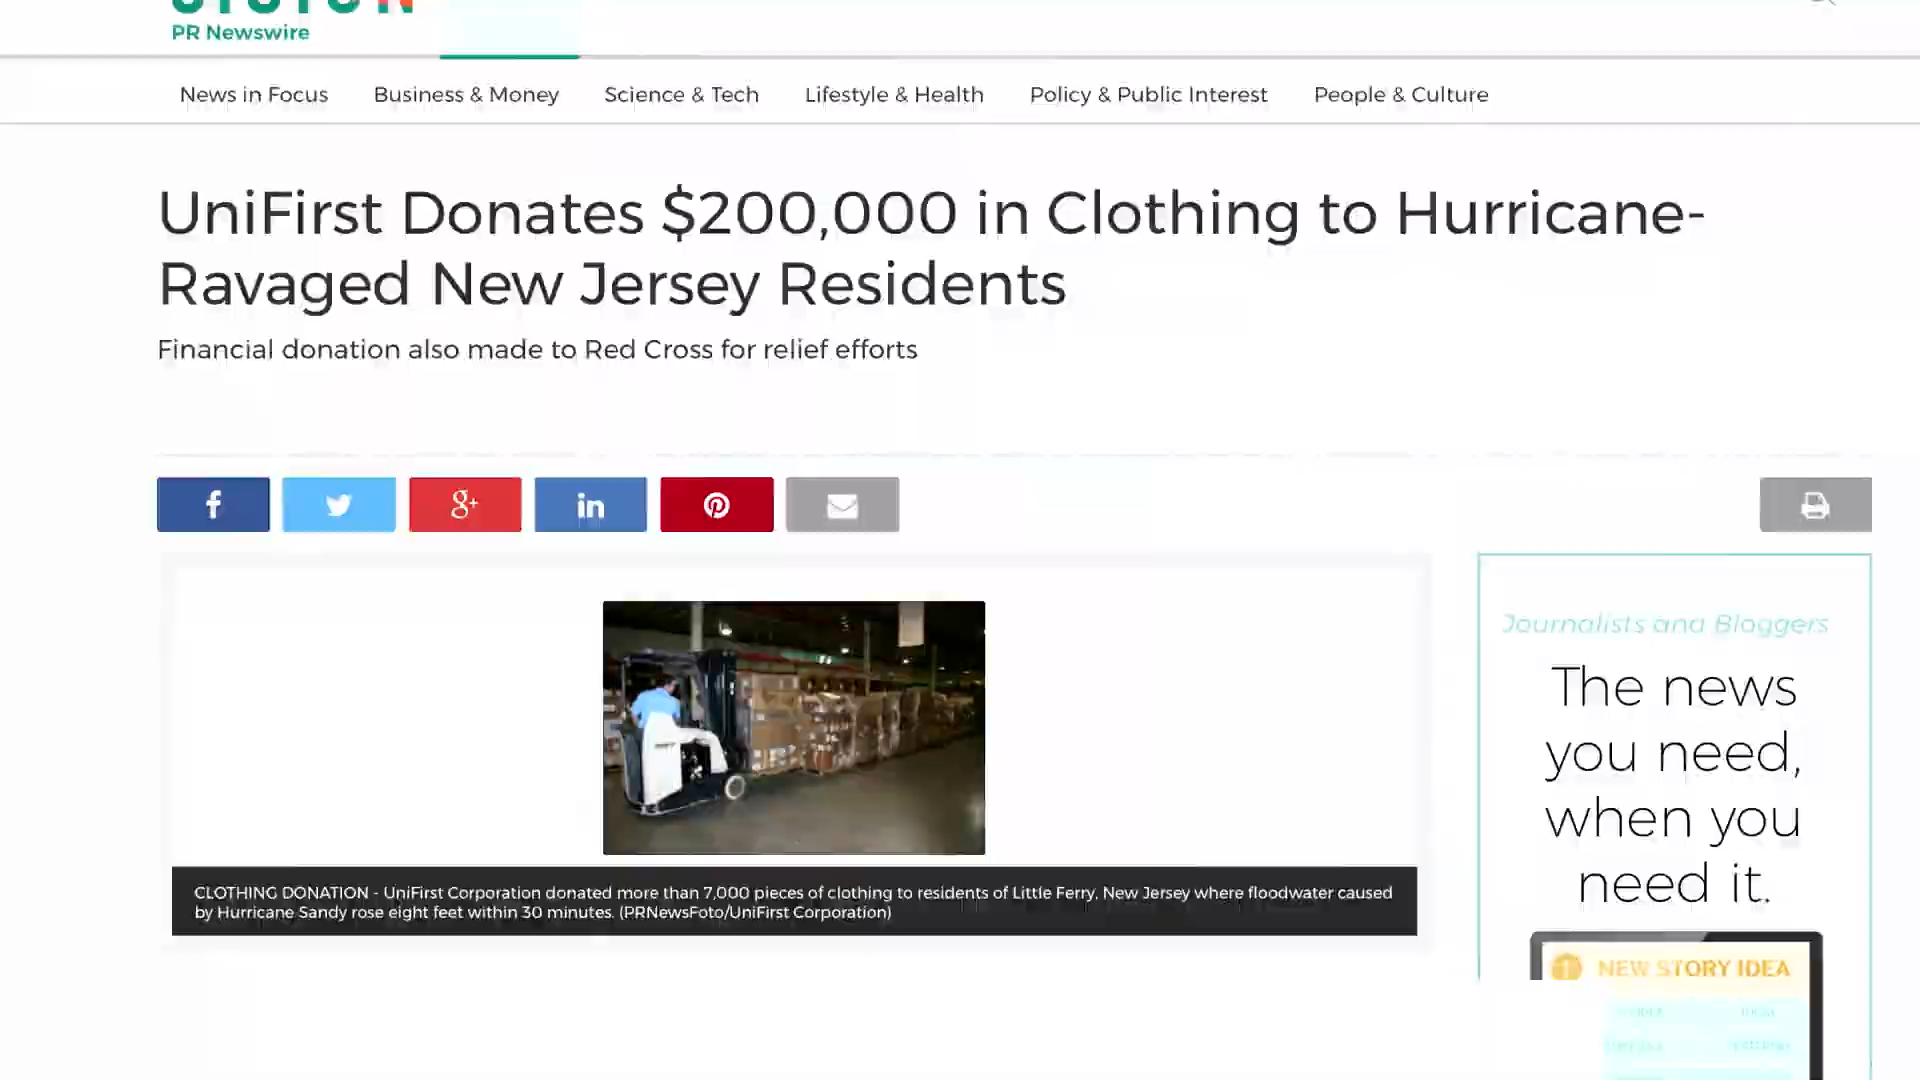 PR Newswire
News in Focus Business & Money Science & Tech Lifestyle & Health Policy & Public Interest People & Culture
UniFirst Donates $200,000 in Clothing to Hurricane-
Ravaged New Jersey Residents
Financial donation also made to Red Cross for relief efforts
f g+ in
CLOTHING DONATION - UniFirst Corporation donated more than 7,000 pieces of clothing to residents of Little Ferry, New Jersey where floodwater caused
by Hurricane Sandy rose eight feet within 30 minutes. (PRNewsFoto/UniFirst Corporation)
Journalists and Bloggers
The news
you need,
when you
need it.
NEW STORY IDEA